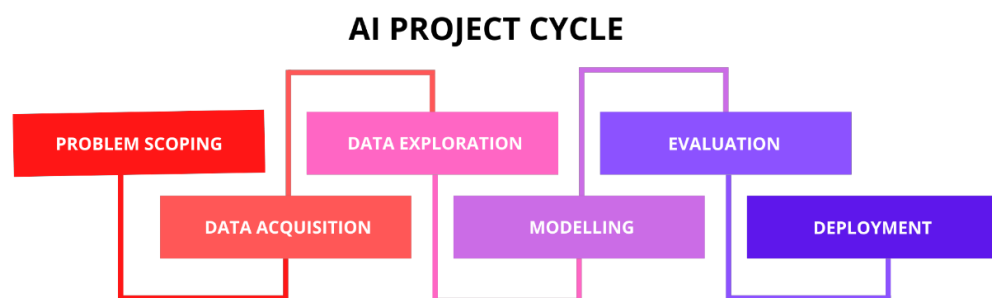 AI PROJECT CYCLE
PROBLEM SCOPING
DATA ACQUISITION
DATA EXPLORATION
MODELLING
EVALUATION
DEPLOYMENT